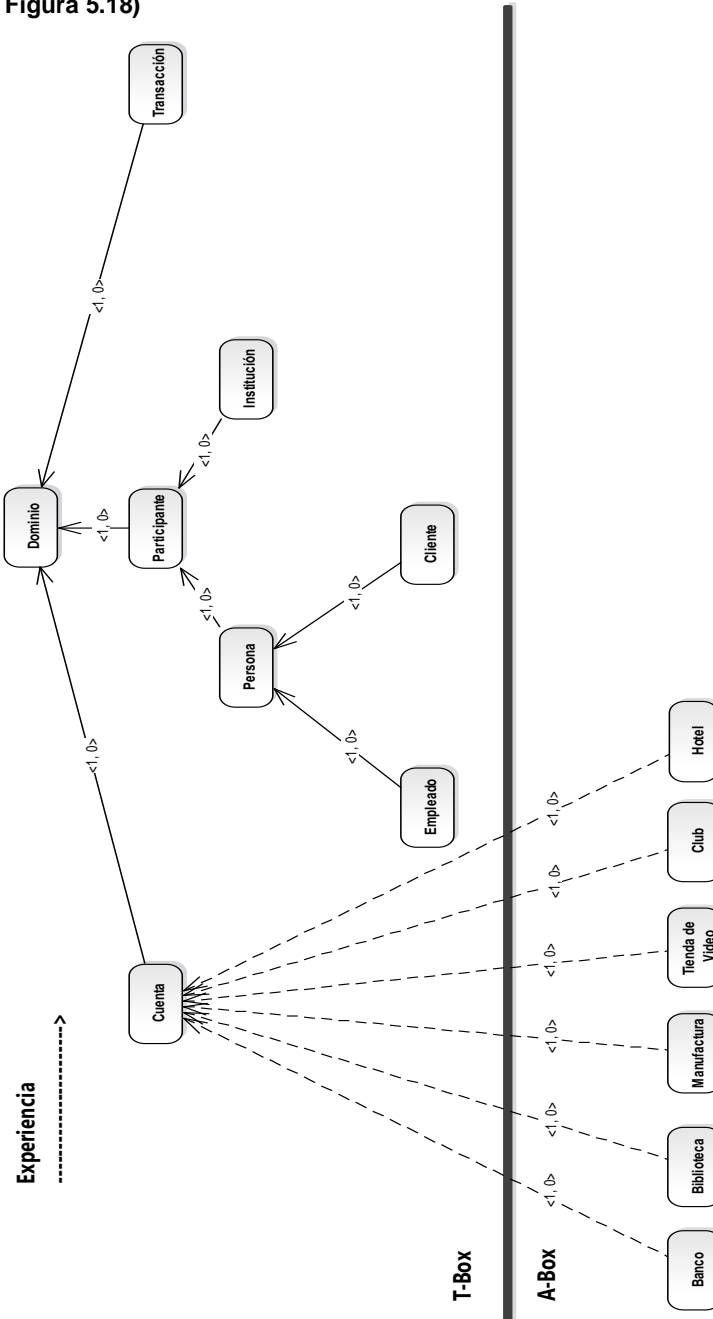 Figura 5.18)
Experiencia
---------------------->
Dominio
<1, 0>
<1, 0>
<1, 0>
Cuenta
Participante
Transacción
<1, 0>
<1, 0>
Persona
Institución
<1, 0>
<1, 0>
Empleado
Cliente
T-Box
A-Box
<1, 0>
<1, 0>
<1, 0>
<1, 0>
<1, 0>
<1, 0>
Banco
Biblioteca
Manufactura
Tienda de
Video
Club
Hotel